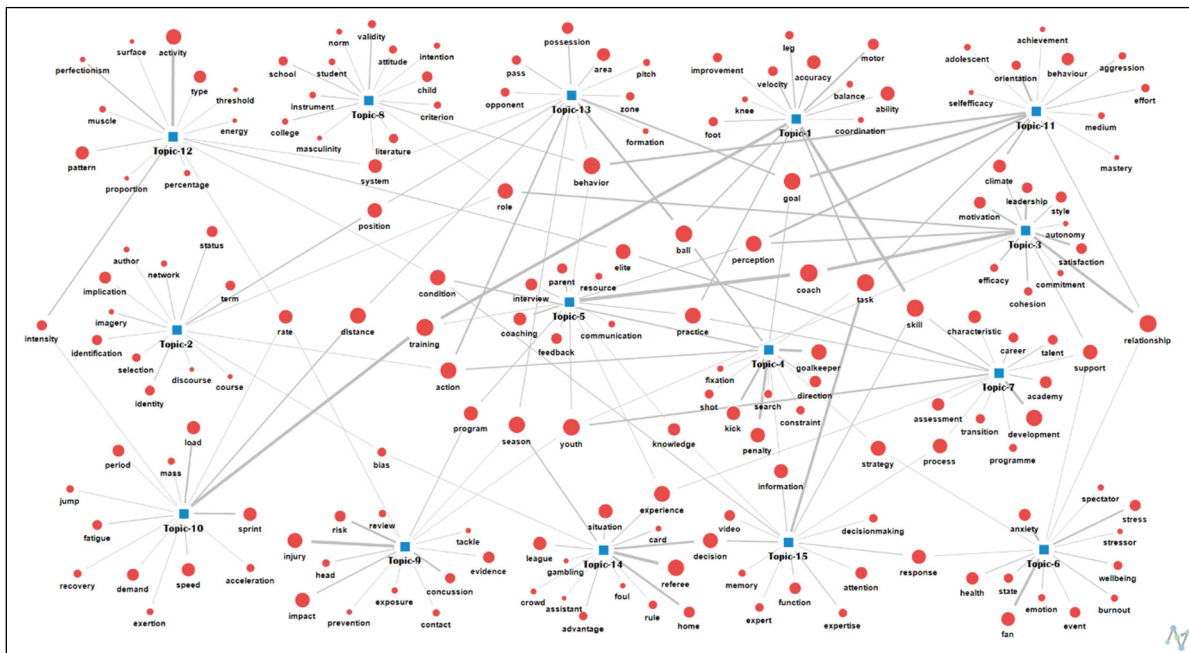 activity
surface
perfectionism
type
threshold
muscle
energy
Topic-12
pattern
proportion
percentage
norm
validity
intention
attitude
student
school
child
instrument
Topic-8
criterion
college
masculinity
literature
system
possession
pass
area
pitch
opponent
zone
Topic-13
formation
behavior
leg
motor
improvement
velocity
accuracy
balance
ability
knee
Topic-1
coordination
foot
goal
achievement
adolescent
orientation
behaviour
aggression
effort
selfefficacy
Topic-11
medium
mastery
climate
leadership
style
motivation
autonomy
Topic-3
satisfaction
efficacy
commitment
cohesion
role
position
ball
perception
elite
coach
task
skill
relationship
status
author
network
implication
term
imagery
identification
Topic-2
selection
discourse
course
identity
intensity
rate
distance
condition
training
parent
resource
interview
Topic-5
coaching
communication
feedback
practice
action
Topic-4
goalkeeper
fixation
direction
shot
search
kick
constraint
penalty
characteristic
career
talent
support
Topic-7
academy
assessment
transition
development
programme
process
strategy
program
season
youth
knowledge
information
bias
experience
load
period
mass
jump
Topic-10
sprint
fatigue
recovery
demand
speed
acceleration
exertion
risk
review
injury
tackle
Topic-9
head
evidence
concussion
impact
exposure
prevention
contact
situation
card
league
decision
Topic-14
gambling
referee
crowd
assistant
foul
advantage
rule
home
video
decisionmaking
Topic-15
memory
attention
function
expert
expertise
response
spectator
anxiety
stress
stressor
Topic-6
wellbeing
health
state
emotion
burnout
fan
event